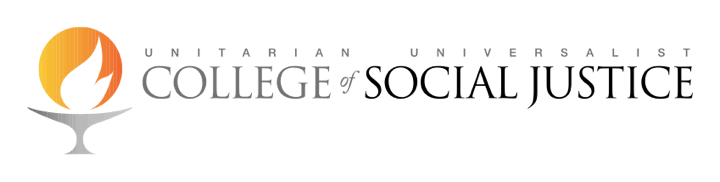 UNITARIAN UNIVERSALIST
COLLEGE of SOCIAL JUSTICE